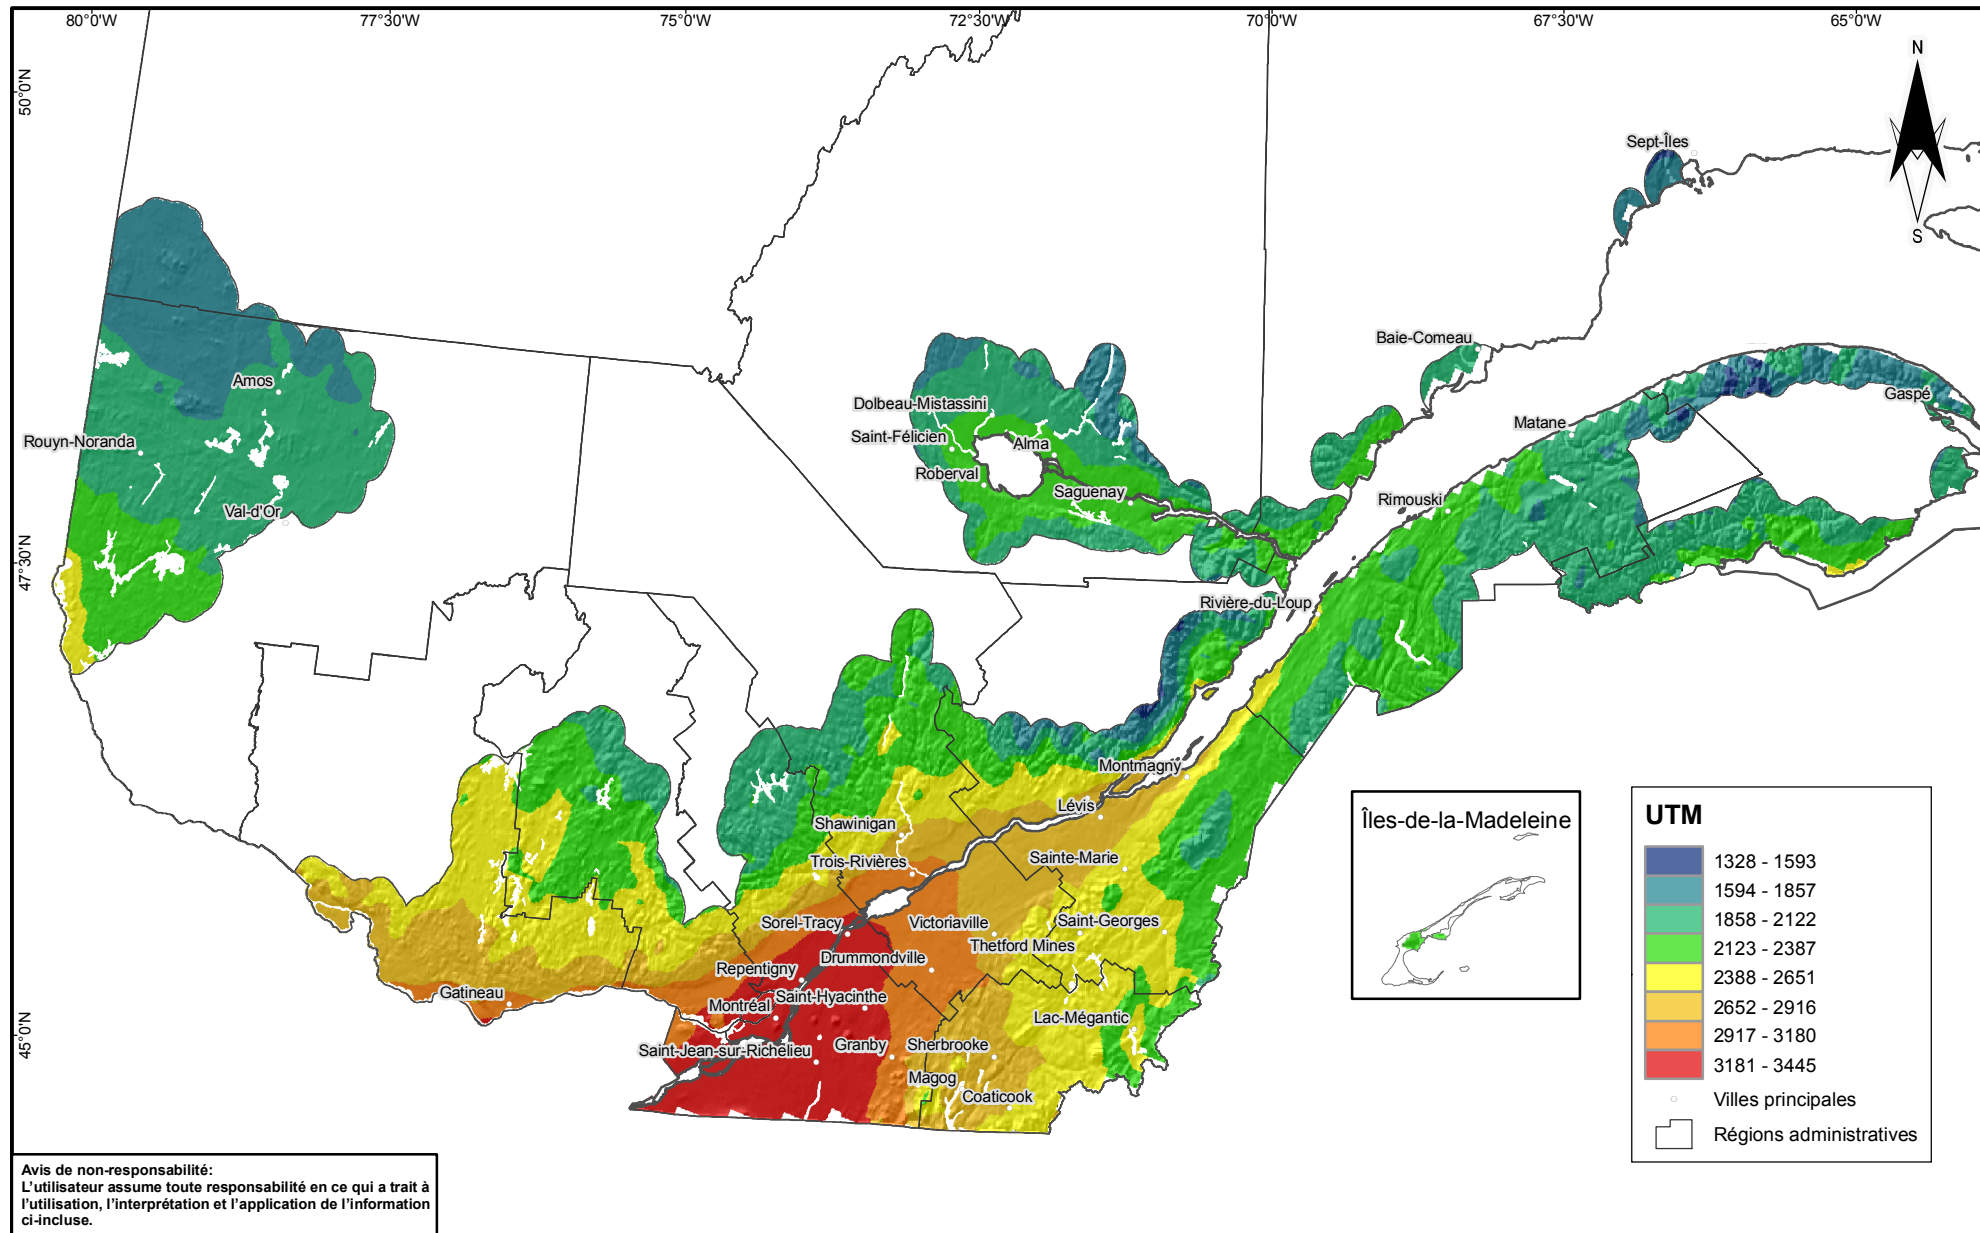 80°0'W 77°30'W 75°0'W 72°30'W 70°0'W 67°30'W 65°0'W
50°0'N
47°30'N
45°0'N
N
S
Sept-Îles
Baie-Comeau
Gaspé
Matane
Rimouski
Amos
Rouyn-Noranda
Val-d'Or
Dolbeau-Mistassini
Saint-Félicien
Alma
Roberval
Saguenay
Rivière-du-Loup
Montmagny
Lévis
Shawinigan
Trois-Rivières
Sainte-Marie
Sorel-Tracy
Victoriaville
Saint-Georges
Thetford Mines
Drummondville
Repentigny
Gatineau
Montréal
Saint-Hyacinthe
Lac-Mégantic
Saint-Jean-sur-Richelieu
Granby
Sherbrooke
Magog
Coaticook
Îles-de-la-Madeleine
UTM
1328 - 1593
1594 - 1857
1858 - 2122
2123 - 2387
2388 - 2651
2652 - 2916
2917 - 3180
3181 - 3445
Villes principales
Régions administratives
Avis de non-responsabilité:
L'utilisateur assume toute responsabilité en ce qui a trait à
l'utilisation, l'interprétation et l'application de l'information
ci-incluse.